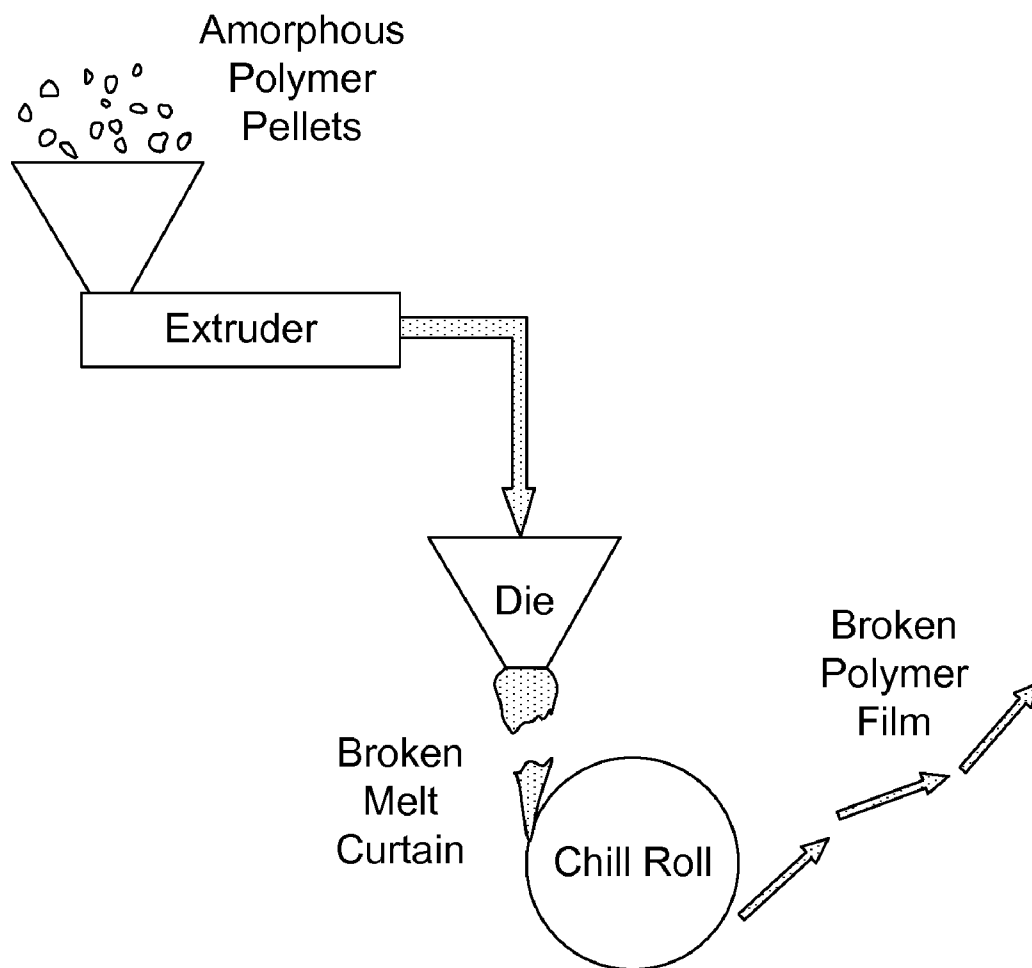 Amorphous
Polymer
Pellets
Extruder
Die
Broken
Polymer
Film
Broken
Melt
Curtain
Chill Roll